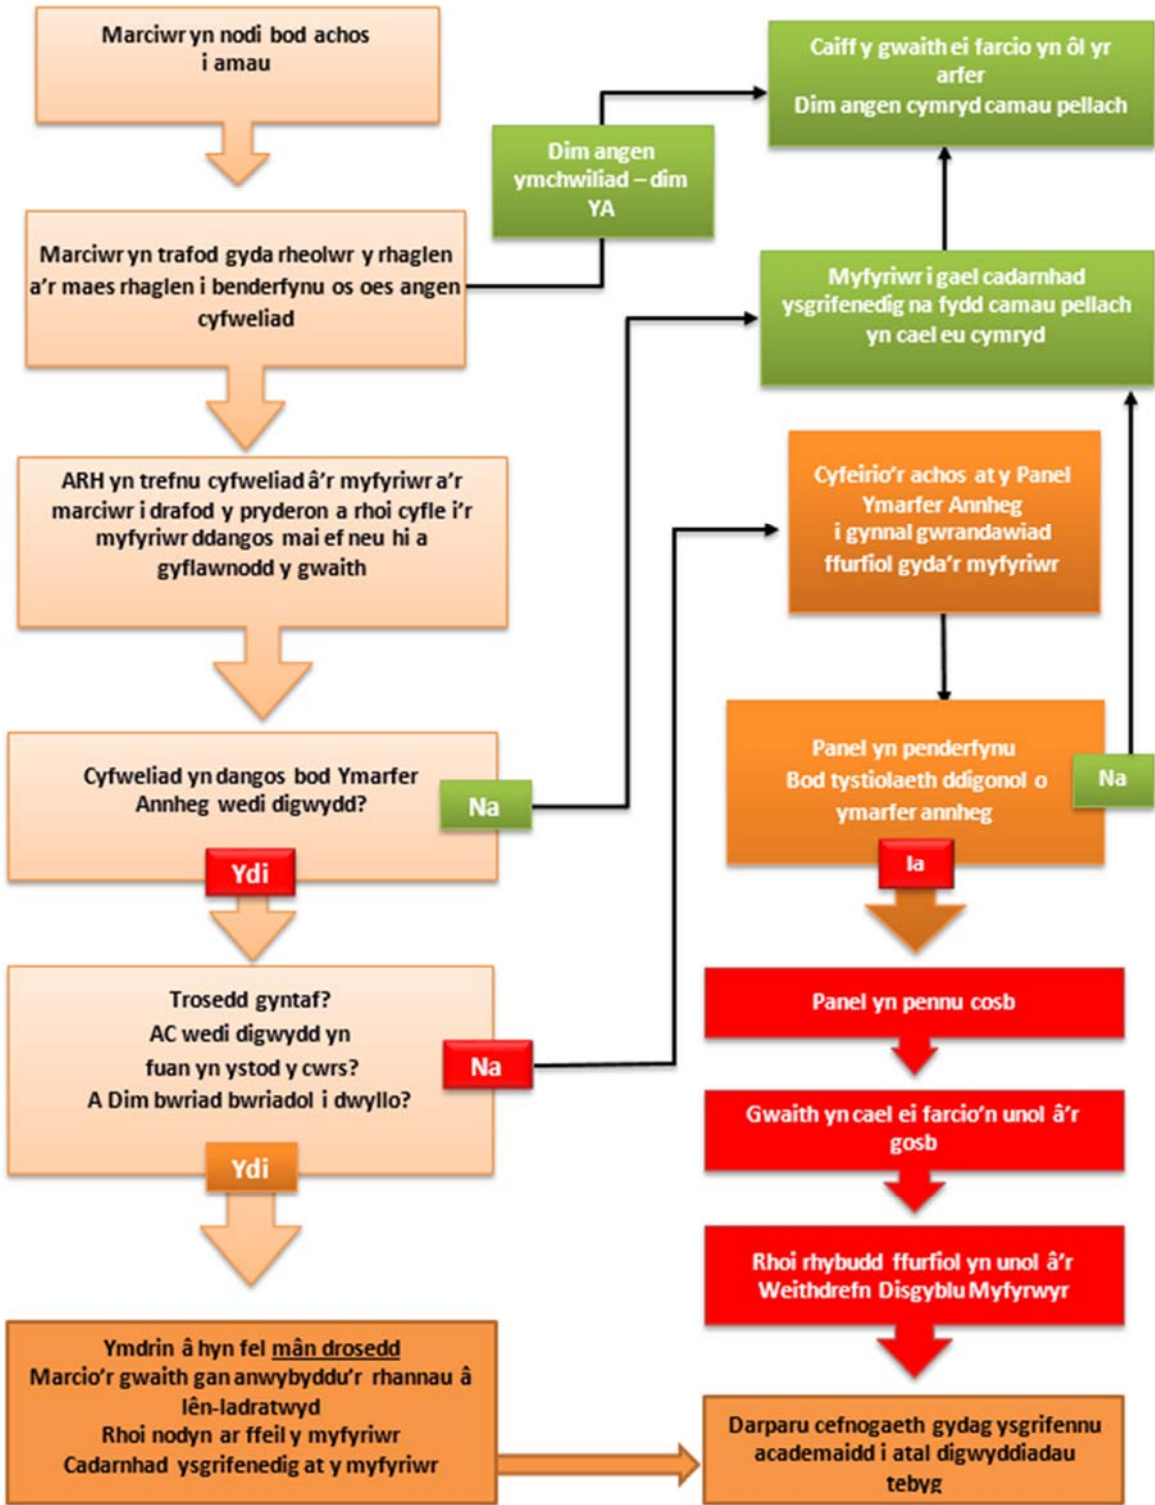 Marciwr yn nodi bod achos
i amau
Marciwr yn trafod gyda rheolwr y rhaglen
a'r maes rhaglen i benderfynu os oes angen
cyfweliad
ARH yn trefnu cyfweliad â'r myfyriwr a'r
marciwr i drafod y pryderon a rhoi cyfle i'r
myfyriwr ddangos mai ef neu hi a
gyflawnodd y gwaith
Cyfweliad yn dangos bod Ymarfer
Annheg wedi digwydd?
Na
Ydi
Trosedd gyntaf?
AC wedi digwydd yn
fuan yn ystod y cwrs?
A Dim bwriad bwriadol i dwyllo?
Na
Ydi
Ymdrin â hyn fel mân drosedd
Marcio'r gwaith gan anwybyddu'r rhannau â
lên-ladratwyd
Rhoi nodyn ar ffeil y myfyriwr
Cadarnhad ysgrifenedig at y myfyriwr
Dim angen
ymchwiliad – dim
YA
Caiff y gwaith ei farcio yn ôl yr
arfer
Dim angen cymryd camau pellach
Myfyriwr i gael cadarnhad
ysgrifenedig na fydd camau pellach
yn cael eu cymryd
Cyfeirio'r achos at y Panel
Ymarfer Annheg
i gynnal gwrandawiad
ffurfiol gyda'r myfyriwr
Panel yn penderfynu
Bod tystiolaeth ddigonol o
ymarfer annheg
Na
Ia
Panel yn pennu cosb
Gwaith yn cael ei farcio'n unol â'r
gosb
Rhoi rhybudd ffurfiol yn unol â'r
Weithdrefn Disgyblu Myfyrwyr
Darparu cefnogaeth gydag ysgrifennu
academaidd i atal digwyddiadau
tebyg